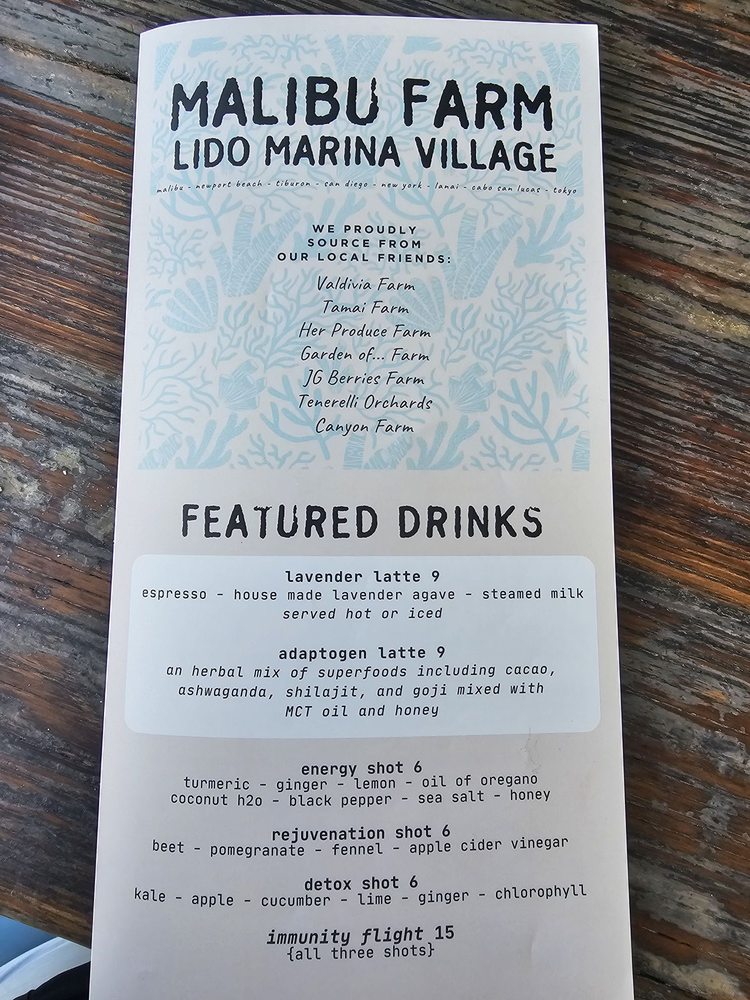 MALIBU FARM
LIDO MARINA VILLAGE
malibu - newport beach - tiburon - san diego - new york - lanai - cabo san lucas - tokyo
WE PROUDLY
SOURCE FROM
OUR LOCAL FRIENDS:
Valdivia Farm
Tamai Farm
Her Produce Farm
Garden of... Farm
JG Berries Farm
Tenerelli Orchards
Canyon Farm
FEATURED DRINKS
lavender latte 9
espresso - house made lavender agave - steamed milk
served hot or iced
adaptogen latte 9
an herbal mix of superfoods including cacao,
ashwaganda, shilajit, and goji mixed with
MCT oil and honey
energy shot 6
turmeric - ginger - lemon - oil of oregano
coconut h2o - black pepper - sea salt - honey
rejuvenation shot 6
beet - pomegranate - fennel - apple cider vinegar
detox shot 6
kale - apple - cucumber - lime - ginger - chlorophyll
immunity flight 15
{all three shots}